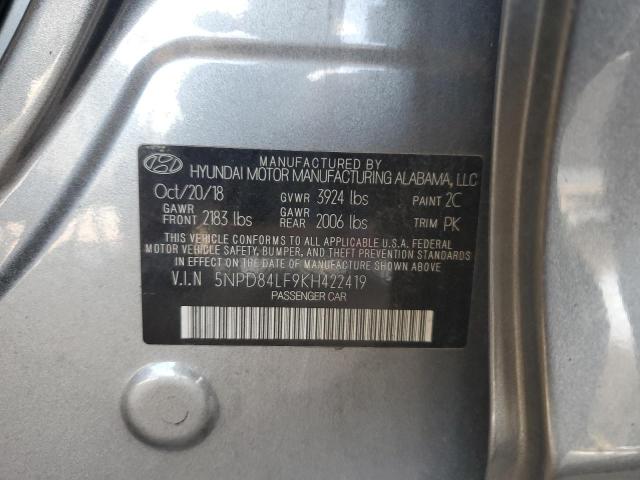 MANUFACTURED BY
HYUNDAI MOTOR MANUFACTURING ALABAMA, LLC
Oct/20/18 GVWR 3924 lbs PAINT 2C
GAWR FRONT 2183 lbs GAWR REAR 2006 lbs TRIM PK
THIS VEHICLE CONFORMS TO ALL APPLICABLE U.S.A. FEDERAL
MOTOR VEHICLE SAFETY, BUMPER, AND THEFT PREVENTION
STANDARDS IN EFFECT ON THE DATE OF MANUFACTURE
SHOWN ABOVE.
V.I.N 5NPD84LF9KH422419
PASSENGER CAR